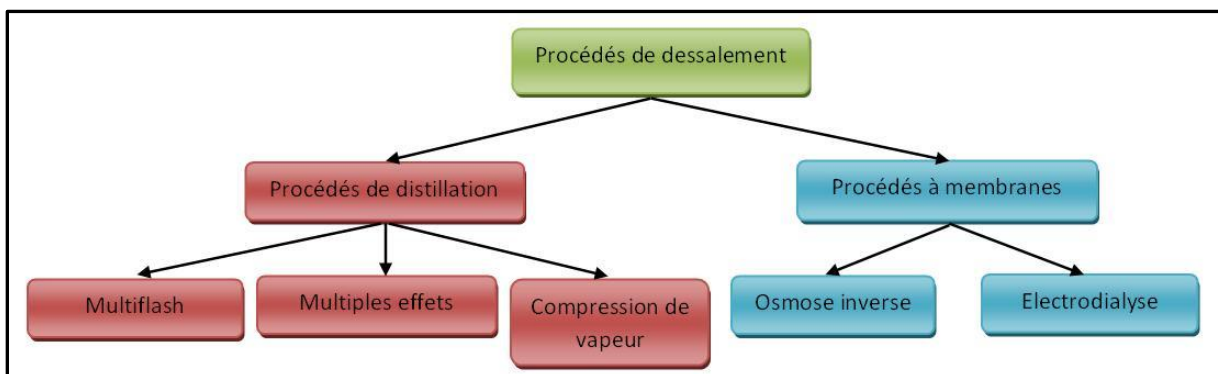 Procédés de dessalement
Procédés de distillation
Procédés à membranes
Multiflash
Multiples effets
Compression de
vapeur
Osmose inverse
Electrodialyse